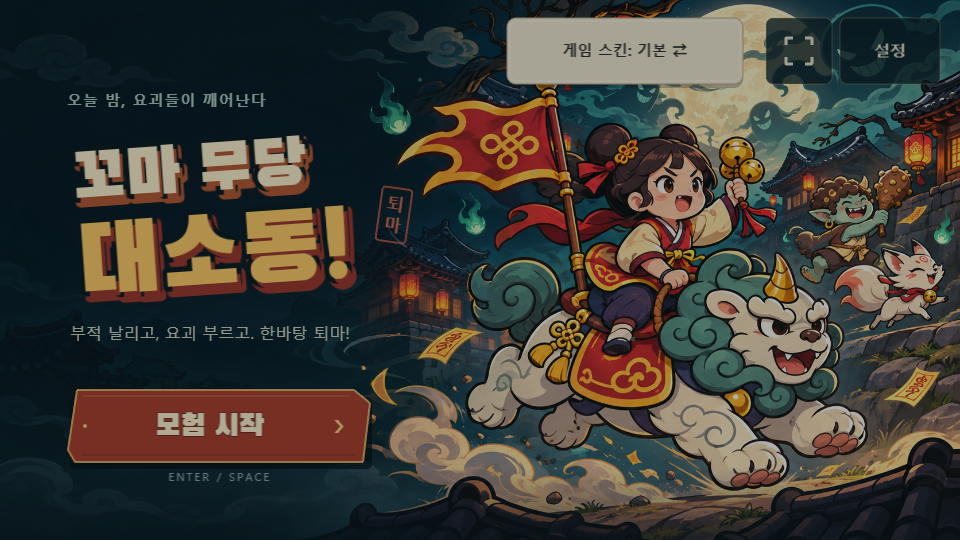 게임 스킨: 기본 ⇄
설정
오늘 밤, 요괴들이 깨어난다
꼬마 무당
대소동!
퇴마
부적 날리고, 요괴 부르고. 한바탕 퇴마!
모험 시작 ›
ENTER / SPACE